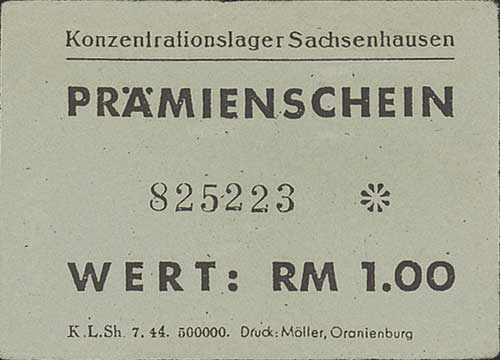 Konzentrationslager Sachsenhausen
PRÄMIENSCHEIN
825223 *
WERT: RM 1.00
K.L.Sh. 7. 44. 500000. Druck: Möller, Oranienburg